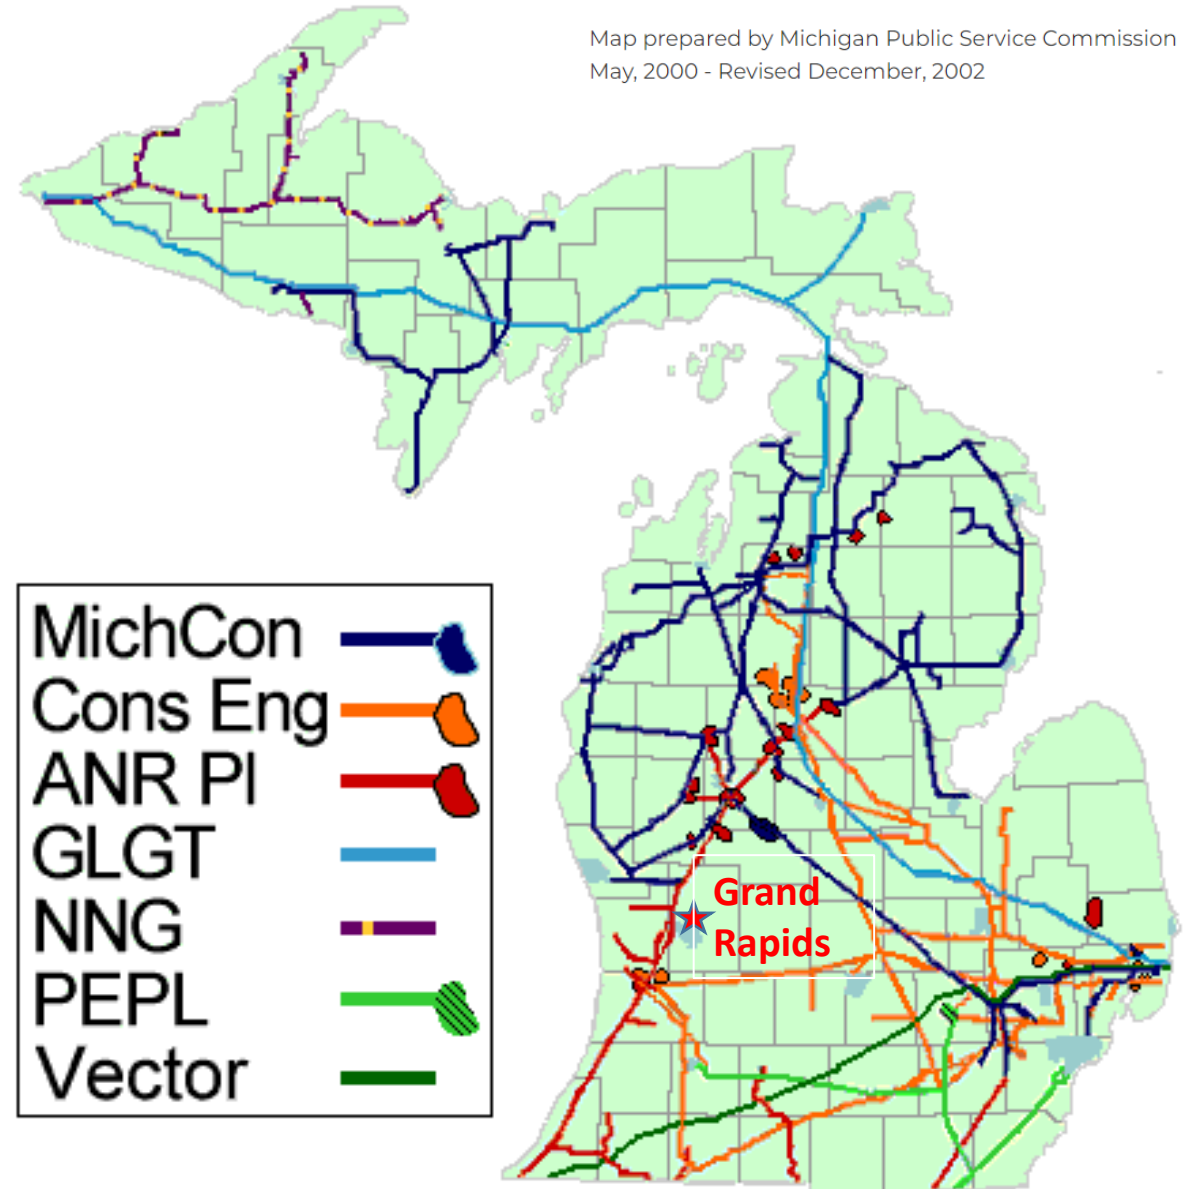 Map prepared by Michigan Public Service Commission
May, 2000 - Revised December, 2002
MichCon
Cons Eng
ANR Pl
GLGT
NNG
PEPL
Vector
Grand
Rapids